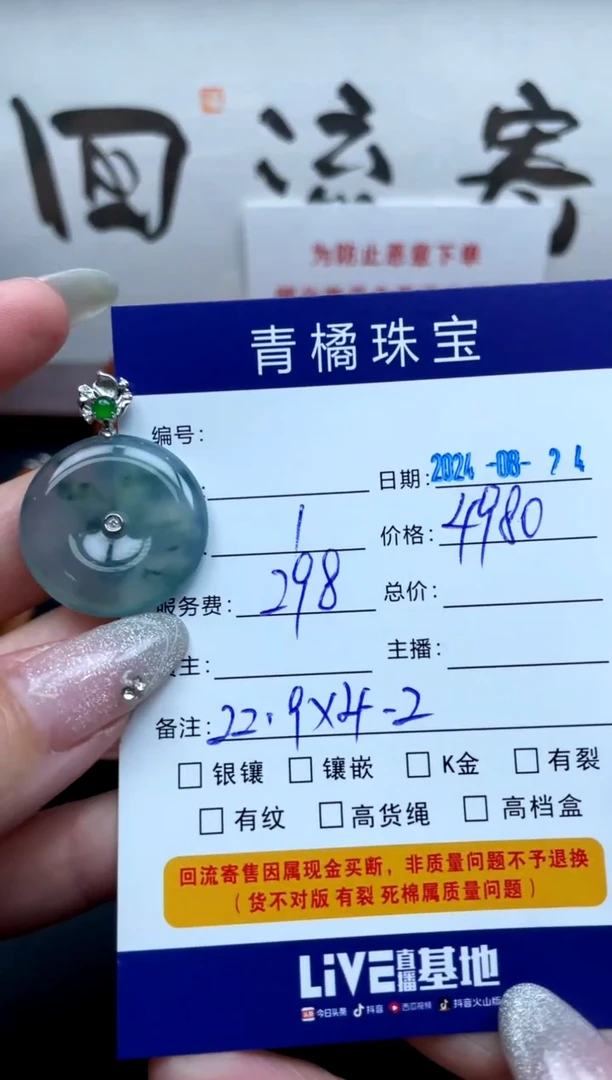 回流寄
为防止恶意下单
青橘珠宝
编号:
日期: 2024-08-24
1
价格: 4980
服务费: 298
总价:
主:
主播:
备注: 22.9×4-2
□ 银镶 □ 镶嵌 □ K金 □ 有裂
□ 有纹 □ 高货绳 □ 高档盒
回流寄售因属现金买断，非质量问题不予退换
（货不对版 有裂 死棉属质量问题）
LiVE直播基地
今日头条 抖音 西瓜视频 抖音火山版